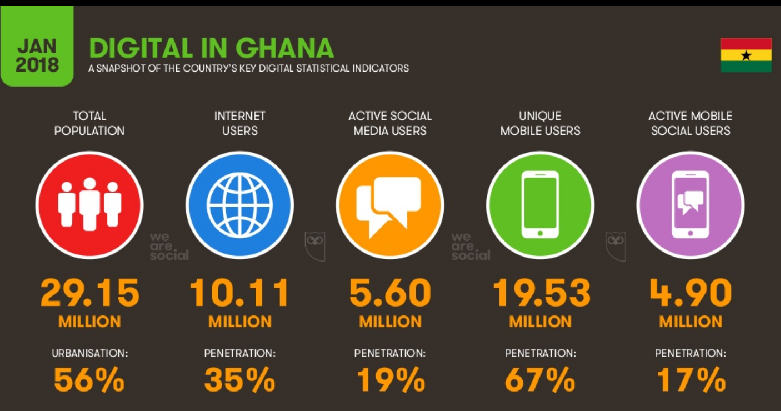 JAN
2018
DIGITAL IN GHANA
A SNAPSHOT OF THE COUNTRY'S KEY DIGITAL STATISTICAL INDICATORS
TOTAL
POPULATION
INTERNET
USERS
ACTIVE SOCIAL
MEDIA USERS
UNIQUE
MOBILE USERS
ACTIVE MOBILE
SOCIAL USERS
we
are
social
we
are
social
29.15
MILLION
10.11
MILLION
5.60
MILLION
19.53
MILLION
4.90
MILLION
URBANISATION:
56%
PENETRATION:
35%
PENETRATION:
19%
PENETRATION:
67%
PENETRATION:
17%